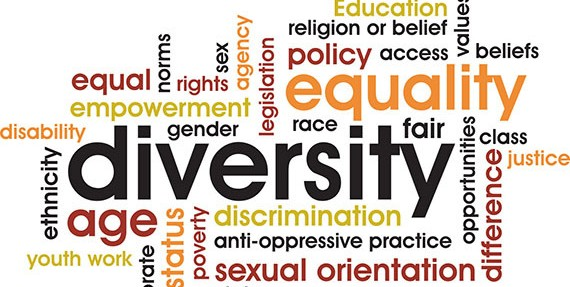 Education
religion or belief
values
norms
sex
agency
legislation
policy
access
beliefs
equal
rights
equality
empowerment
disability
gender
race
fair
class
justice
ethnicity
diversity
opportunities
difference
age
status
poverty
discrimination
anti-oppressive practice
youth work
sexual orientation